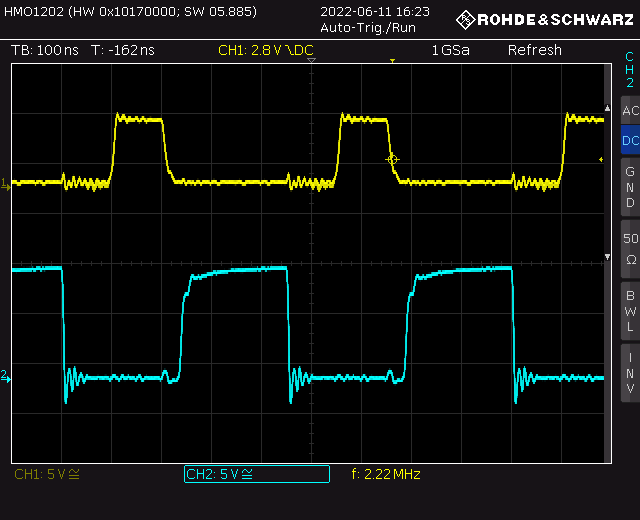 HMO1202 (HW 0x10170000; SW 05.885)
2022-06-11 16:23
Auto-Trig./Run
ROHDE&SCHWARZ
TB: 100 ns T: -162ns CH1: 2.8 V DC 1 GSa Refresh
CH2
AC
DC
GND
50 Ω
BWL
INV
1
2
CH1: 5 V ≅ CH2: 5 V ≅ f: 2.22 MHz